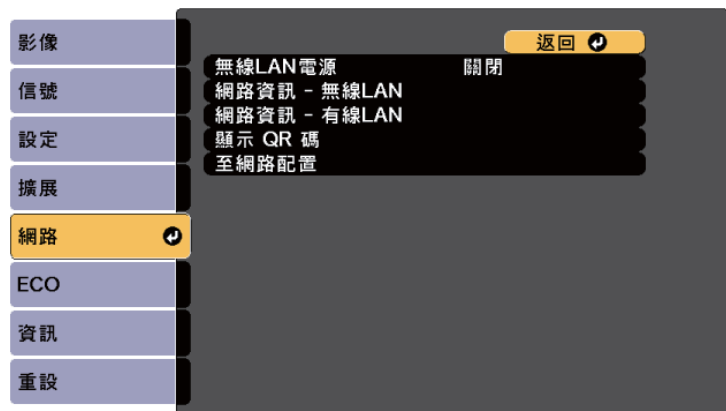 影像
信號
設定
擴展
網路
ECO
資訊
重設
返回
無線LAN電源 關閉
網路資訊 - 無線LAN
網路資訊 - 有線LAN
顯示 QR 碼
至網路配置